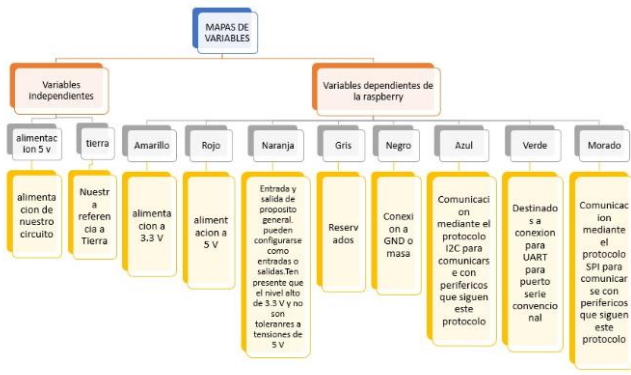 MAPAS DE
VARIABLES
Variables
independientes
Variables dependientes de
la raspberry
alimentac
ion 5 v
tierra
Amarillo
Rojo
Naranja
Gris
Negro
Azul
Verde
Morado
alimenta
cion de
nuestro
circuito
Nuestr
a
referen
cia a
Tierra
alimenta
cion a
3.3 V
aliment
acion a
5 V
Entrada y
salida de
proposito
general.
pueden
configurarse
como
entradas o
salidas.Ten
presente que
el nivel alto
de 3.3 V y no
son
toleranres a
tensiones de
5 V
Reserv
ados
Conexion
a GND o
masa
Comunicaci
on
mediante el
protocolo
I2C para
comunicars
e con
perifericos
que siguen
este
protocolo
Destinado
s a
conexion
para
UART
para
puerto
serie
convencio
nal
Comunicac
ion
mediante
el
protocolo
SPI para
comunicar
se con
perifericos
que siguen
este
protocolo